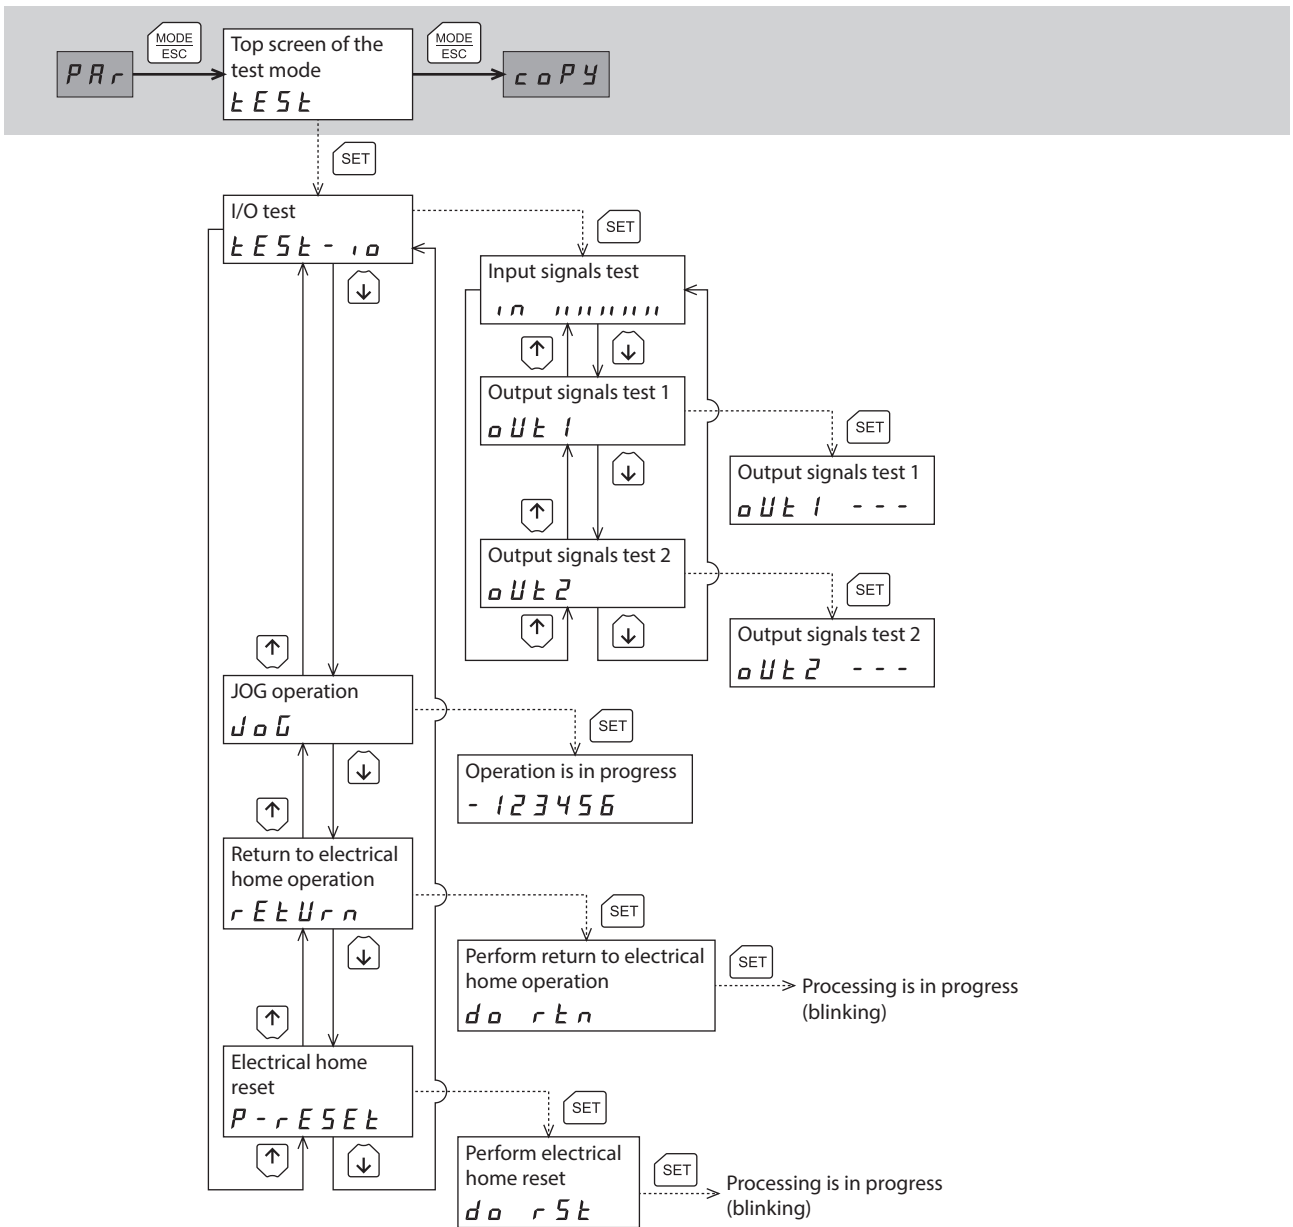 MODE
ESC
MODE
ESC
PAr
Top screen of the
test mode
tESt
coPY
SET
I/O test
tESt-io
SET
Input signals test
in
Output signals test 1
oUt1
SET
Output signals test 1
oUt1 ---
Output signals test 2
oUt2
SET
Output signals test 2
oUt2 ---
JOG operation
JoG
SET
Operation is in progress
-123456
Return to electrical
home operation
rEtUrn
SET
Perform return to electrical
home operation
do rtn
SET
Processing is in progress
(blinking)
Electrical home
reset
P-rESEt
SET
Perform electrical
home reset
do rSt
SET
Processing is in progress
(blinking)